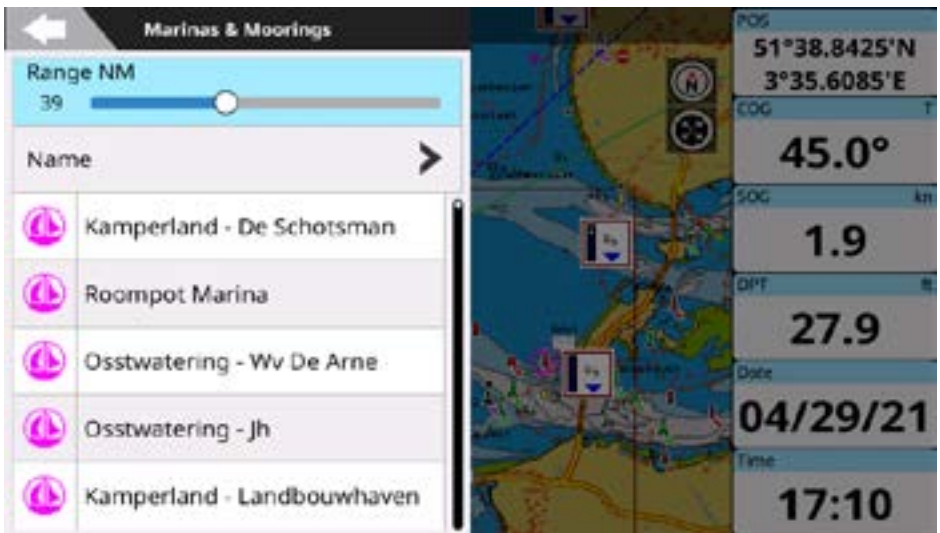 Marinas & Moorings
Range NM
39
Name
Kamperland - De Schotsman
Roompot Marina
Osstwatering - Wv De Arne
Osstwatering - Jh
Kamperland - Landbouwhaven
N
POS
51°38.8425'N
3°35.6085'E
COG T
45.0°
SOG kn
1.9
DPT ft
27.9
Date
04/29/21
Time
17:10